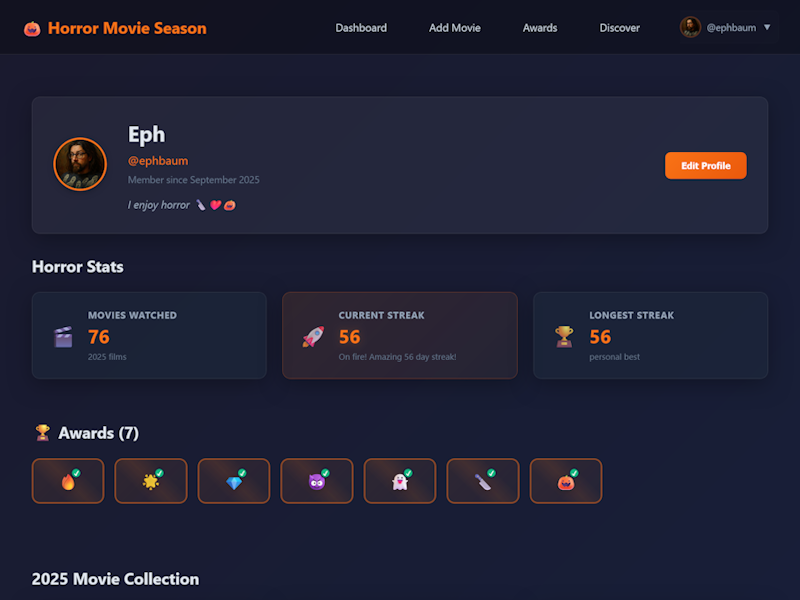 Horror Movie Season
Dashboard
Add Movie
Awards
Discover
@ephbaum
Eph
@ephbaum
Member since September 2025
I enjoy horror
Edit Profile
Horror Stats
MOVIES WATCHED
76
2025 films
CURRENT STREAK
56
On fire! Amazing 56 day streak!
LONGEST STREAK
56
personal best
Awards (7)
2025 Movie Collection